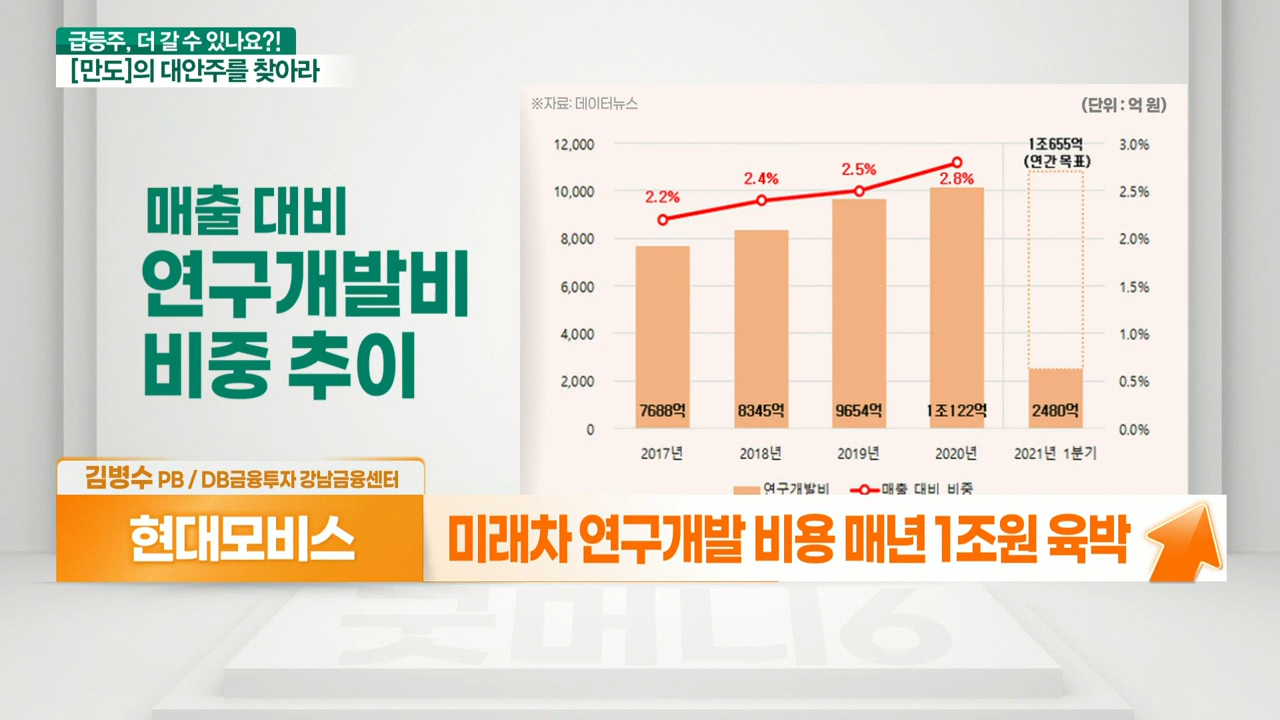 급등주, 더 갈 수 있나요?!
[만도]의 대안주를 찾아라
※자료: 데이터뉴스
(단위 : 억 원)
매출 대비
연구개발비
비중 추이
12,000
10,000
8,000
6,000
4,000
2,000
0
1조655억
(연간 목표)
3.0%
2.5%
2.0%
1.5%
1.0%
0.5%
0.0%
2.2%
2.4%
2.5%
2.8%
7688억
8345억
9654억
1조122억
2480억
2017년
2018년
2019년
2020년
2021년 1분기
연구개발비
매출 대비 비중
김병수 PB / DB금융투자 강남금융센터
현대모비스
미래차 연구개발 비용 매년 1조원 육박
굿머니6